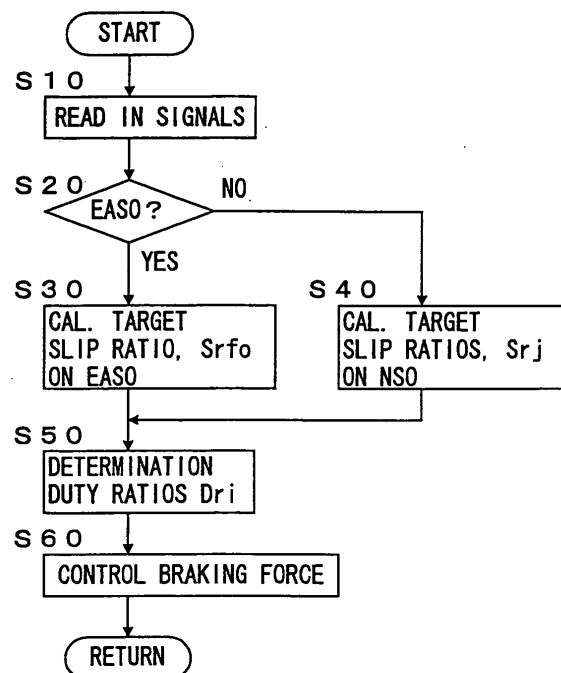 START
S10
READ IN SIGNALS
S20
EASO?
NO
YES
S30
CAL. TARGET
SLIP RATIO, Srfo
ON EASO
S40
CAL. TARGET
SLIP RATIOS, Srj
ON NSO
S50
DETERMINATION
DUTY RATIOS Dri
S60
CONTROL BRAKING FORCE
RETURN